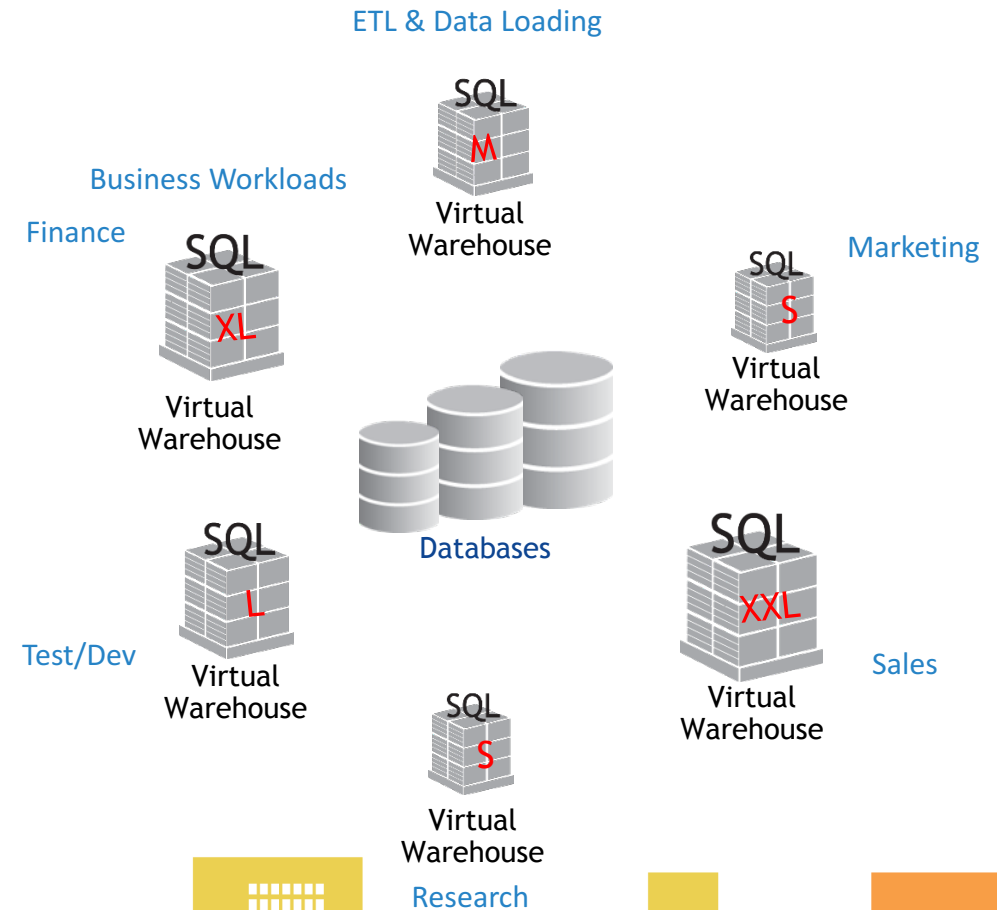 ETL & Data Loading
SQL
M
Virtual
Warehouse
Business Workloads
Finance
SQL
XL
Virtual
Warehouse
Marketing
SQL
S
Virtual
Warehouse
Databases
SQL
L
Test/Dev
Virtual
Warehouse
SQL
XXL
Sales
Virtual
Warehouse
SQL
S
Virtual
Warehouse
Research